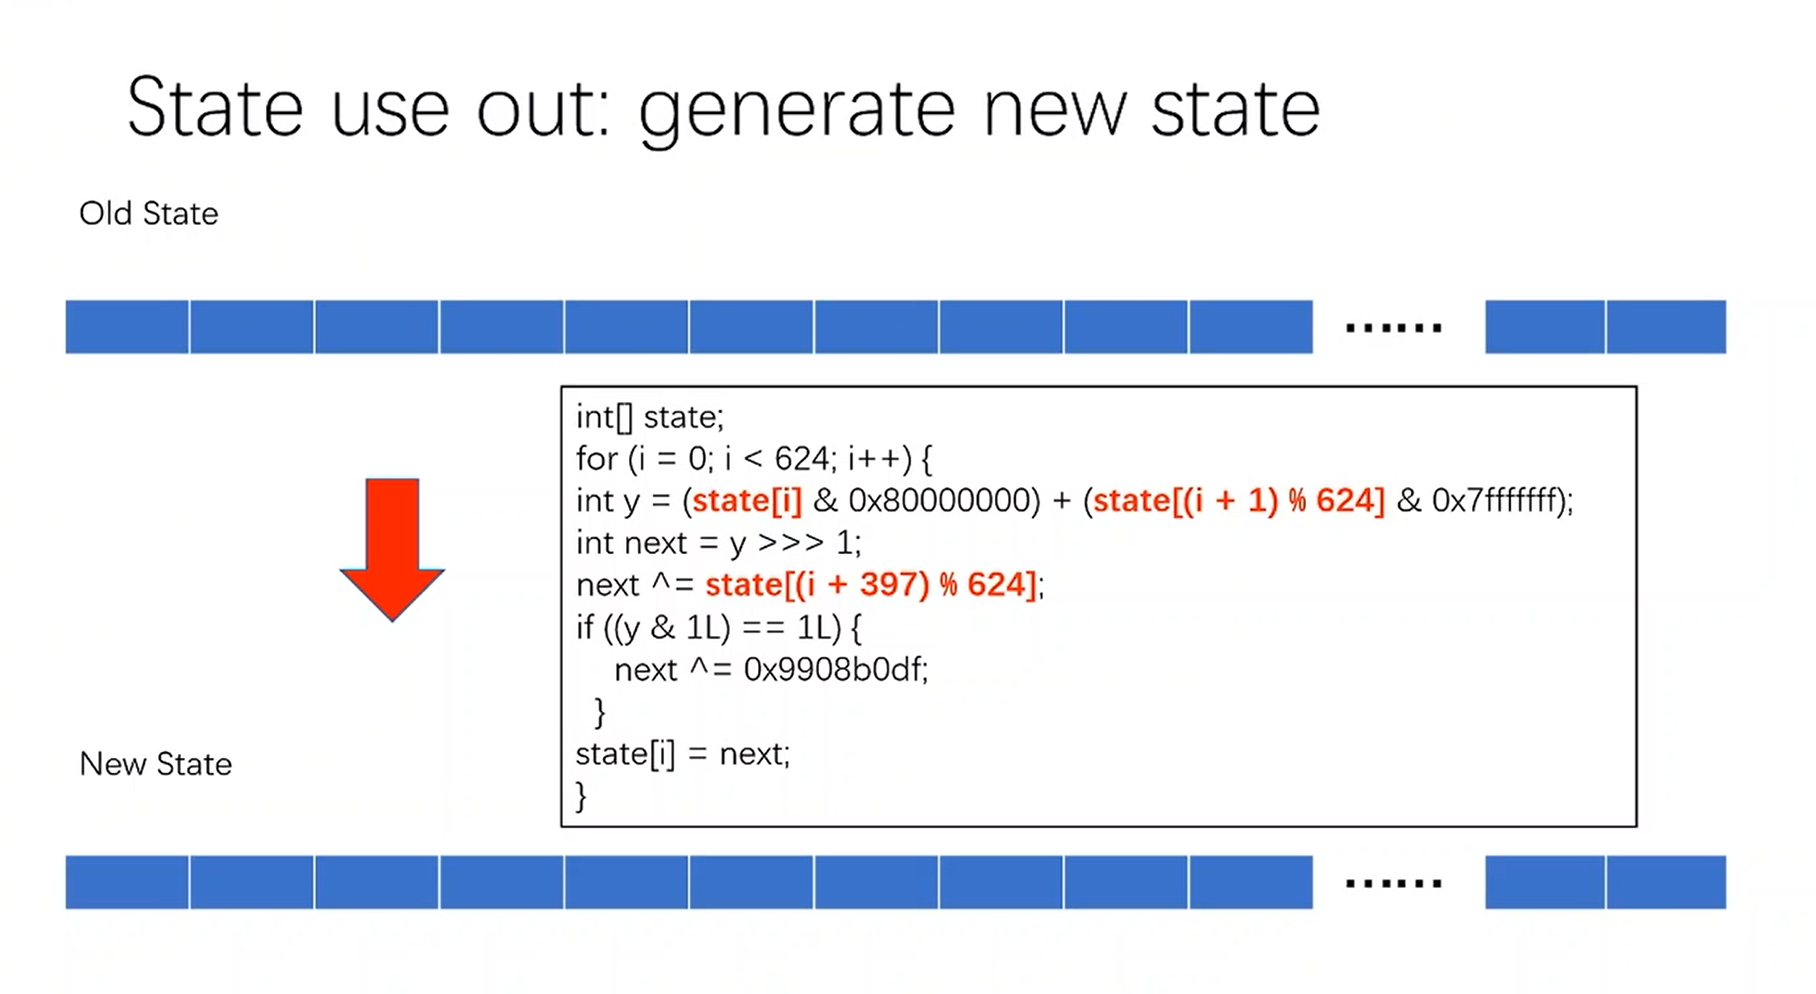 State use out: generate new state
Old State
......
int[] state;
for (i = 0; i < 624; i++) {
int y = (state[i] & 0x80000000) + (state[(i + 1) % 624] & 0x7fffffff);
int next = y >>> 1;
next ^= state[(i + 397) % 624];
if ((y & 1L) == 1L) {
next ^= 0x9908b0df;
}
state[i] = next;
}
New State
......